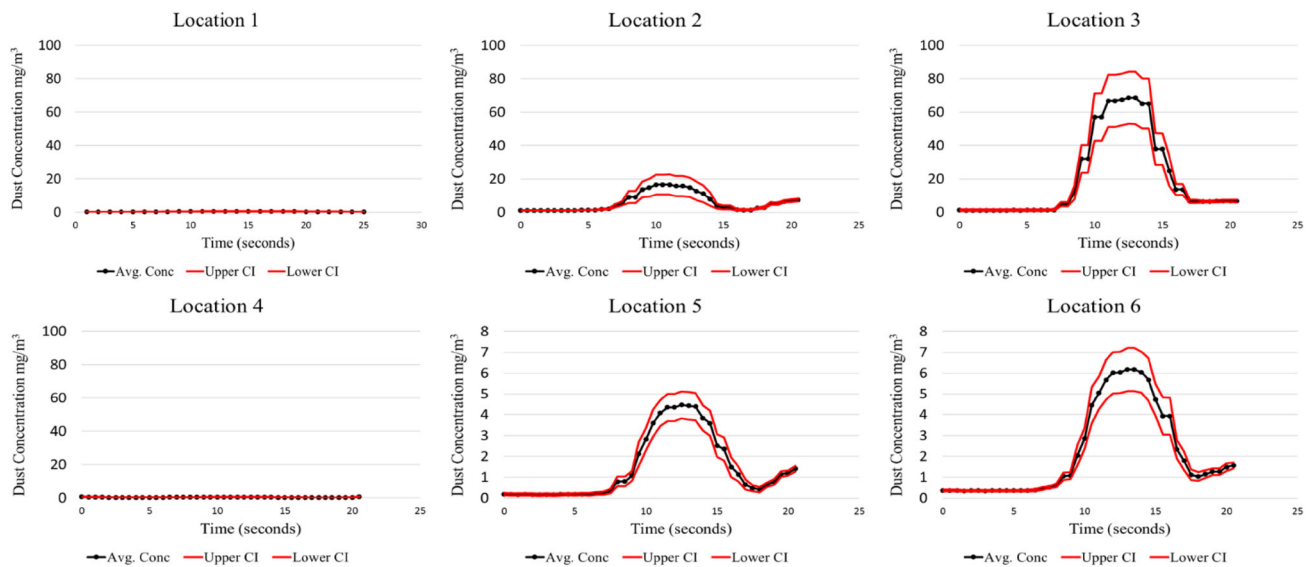 Location 1
Dust Concentration mg/m³
100
80
60
40
20
0
0 5 10 15 20 25 30
Time (seconds)
Avg. Conc Upper CI Lower CI
Location 2
Dust Concentration mg/m³
100
80
60
40
20
0
0 5 10 15 20 25
Time (seconds)
Avg. Conc Upper CI Lower CI
Location 3
Dust Concentration mg/m³
100
80
60
40
20
0
0 5 10 15 20 25
Time (seconds)
Avg. Conc Upper CI Lower CI
Location 4
Dust Concentration mg/m³
100
80
60
40
20
0
0 5 10 15 20 25
Time (seconds)
Avg. Conc Upper CI Lower CI
Location 5
Dust Concentration mg/m³
8
7
6
5
4
3
2
1
0
0 5 10 15 20 25
Time (seconds)
Avg. Conc Upper CI Lower CI
Location 6
Dust Concentration mg/m³
8
7
6
5
4
3
2
1
0
0 5 10 15 20 25
Time (seconds)
Avg. Conc Upper CI Lower CI